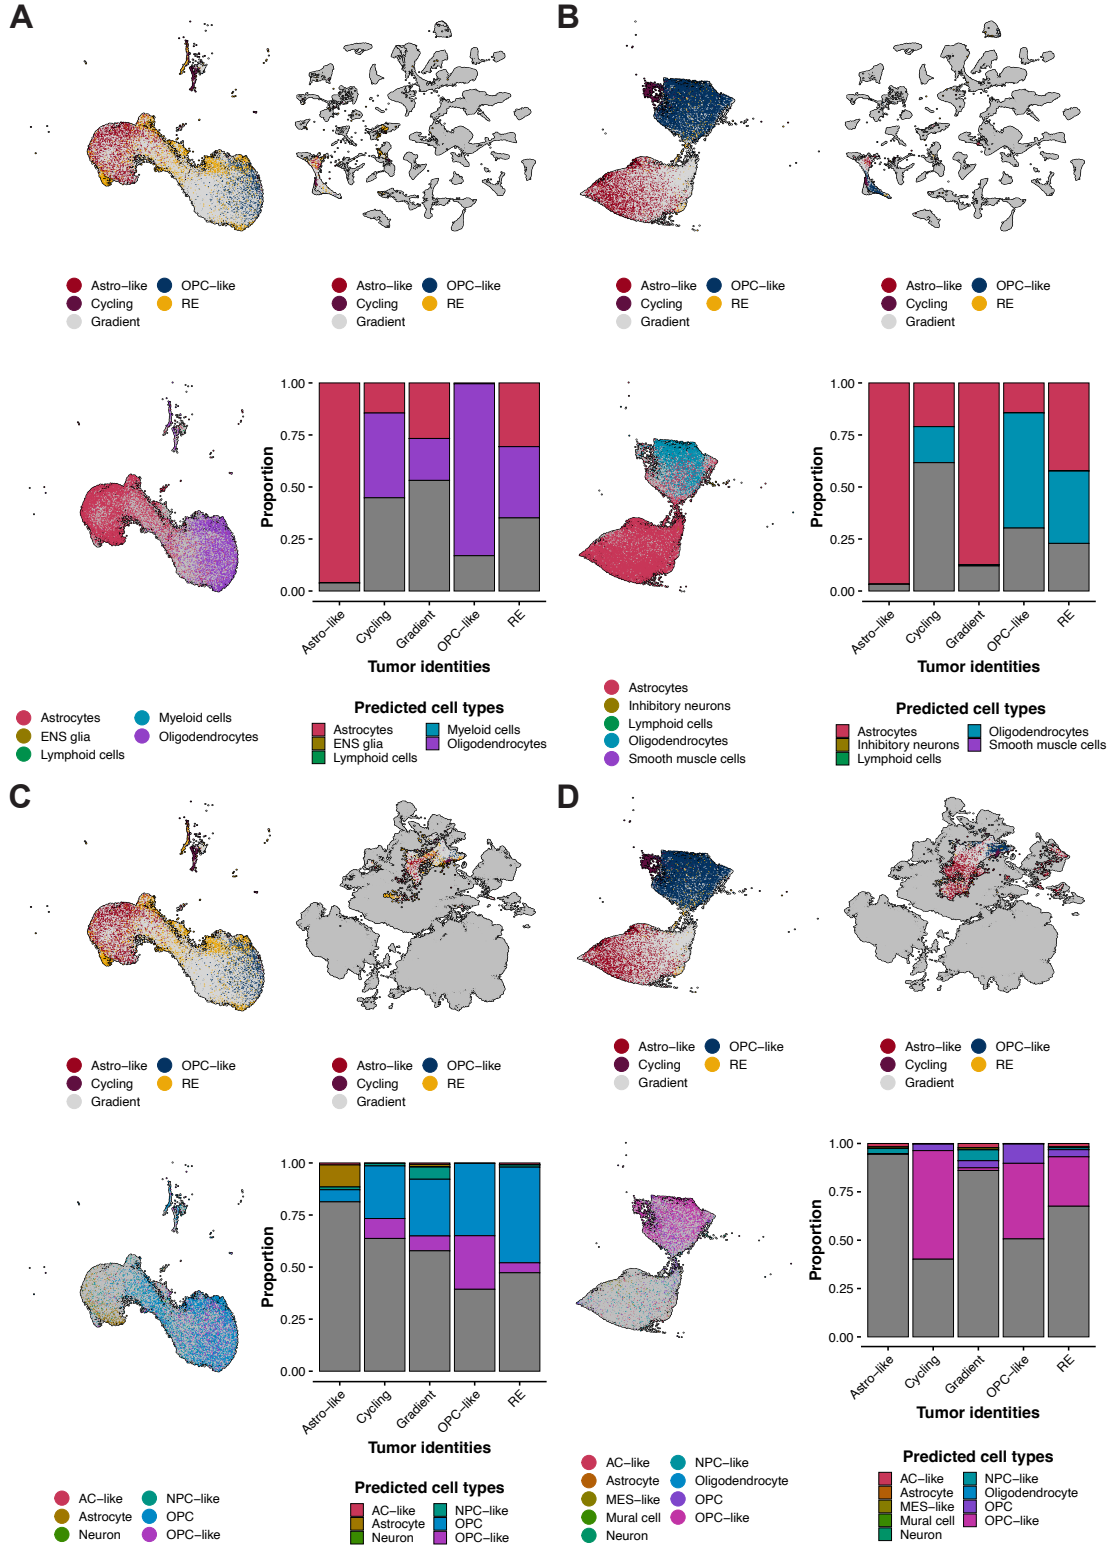 A
B
Astro-like OPC-like
Cycling RE
Gradient
Astro-like OPC-like
Cycling RE
Gradient
Astro-like OPC-like
Cycling RE
Gradient
Astro-like OPC-like
Cycling RE
Gradient
1.00
0.75
0.50
0.25
0.00
Proportion
Astro-like
Cycling
Gradient
OPC-like
RE
Tumor identities
Astrocytes Myeloid cells
ENS glia Oligodendrocytes
Lymphoid cells
Predicted cell types
Astrocytes Myeloid cells
ENS glia Oligodendrocytes
Lymphoid cells
1.00
0.75
0.50
0.25
0.00
Proportion
Astro-like
Cycling
Gradient
OPC-like
RE
Tumor identities
Astrocytes
Inhibitory neurons
Lymphoid cells
Oligodendrocytes
Smooth muscle cells
Predicted cell types
Astrocytes Oligodendrocytes
Inhibitory neurons Smooth muscle cells
Lymphoid cells
C
D
Astro-like OPC-like
Cycling RE
Gradient
Astro-like OPC-like
Cycling RE
Gradient
Astro-like OPC-like
Cycling RE
Gradient
Astro-like OPC-like
Cycling RE
Gradient
1.00
0.75
0.50
0.25
0.00
Proportion
Astro-like
Cycling
Gradient
OPC-like
RE
Tumor identities
AC-like NPC-like
Astrocyte OPC
Neuron OPC-like
Predicted cell types
AC-like NPC-like
Astrocyte OPC
Neuron OPC-like
1.00
0.75
0.50
0.25
0.00
Proportion
Astro-like
Cycling
Gradient
OPC-like
RE
Tumor identities
AC-like NPC-like
Astrocyte Oligodendrocyte
MES-like OPC
Mural cell OPC-like
Neuron
Predicted cell types
AC-like NPC-like
Astrocyte Oligodendrocyte
MES-like OPC
Mural cell OPC-like
Neuron